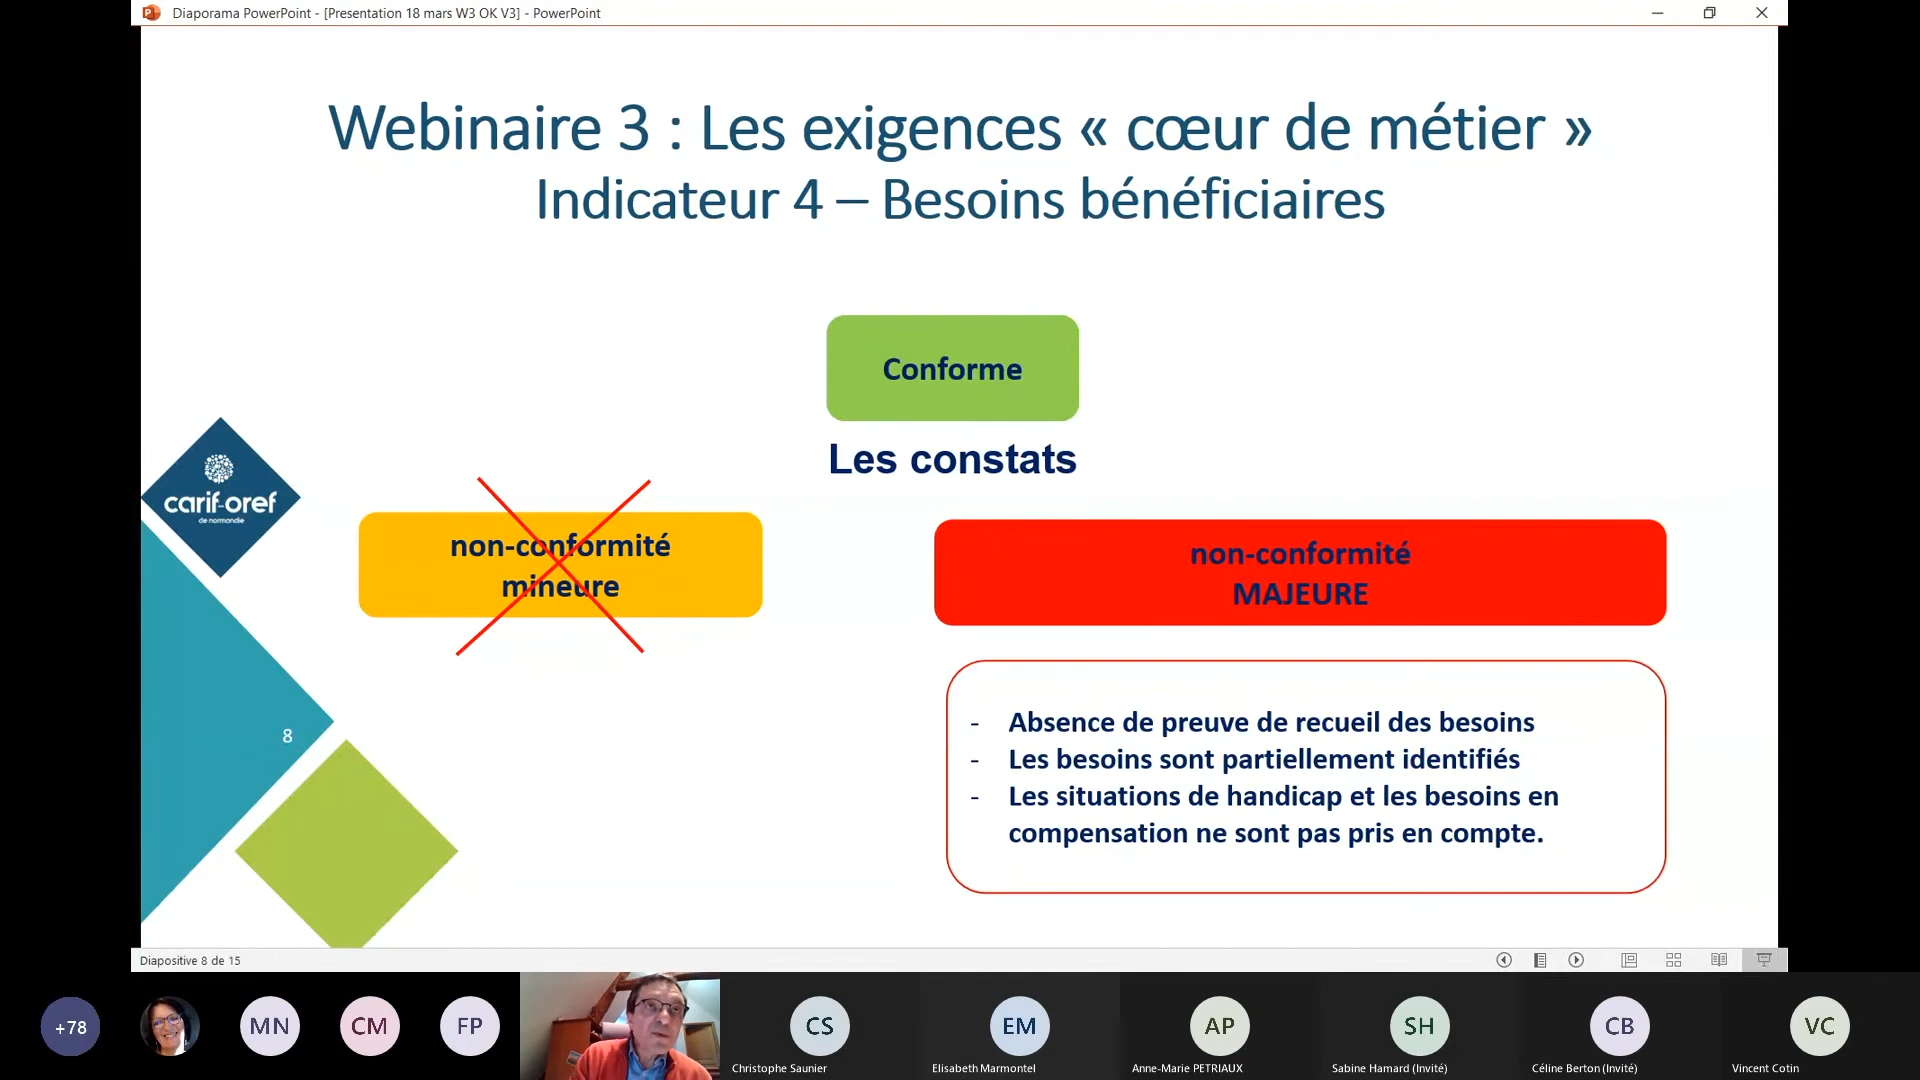 Diaporama PowerPoint - [Presentation 18 mars W3 OK V3] - PowerPoint
Webinaire 3 : Les exigences « cœur de métier »
Indicateur 4 – Besoins bénéficiaires
Conforme
Les constats
carif-oref
de normandie
non-conformité
mineure
non-conformité
MAJEURE
- Absence de preuve de recueil des besoins
- Les besoins sont partiellement identifiés
- Les situations de handicap et les besoins en
compensation ne sont pas pris en compte.
8
Diapositive 8 de 15
+78
MN
CM
FP
CS
EM
AP
SH
CB
VC
Christophe Saunier
Elisabeth Marmontel
Anne-Marie PETRIAUX
Sabine Hamard (Invité)
Céline Berton (Invité)
Vincent Cotin